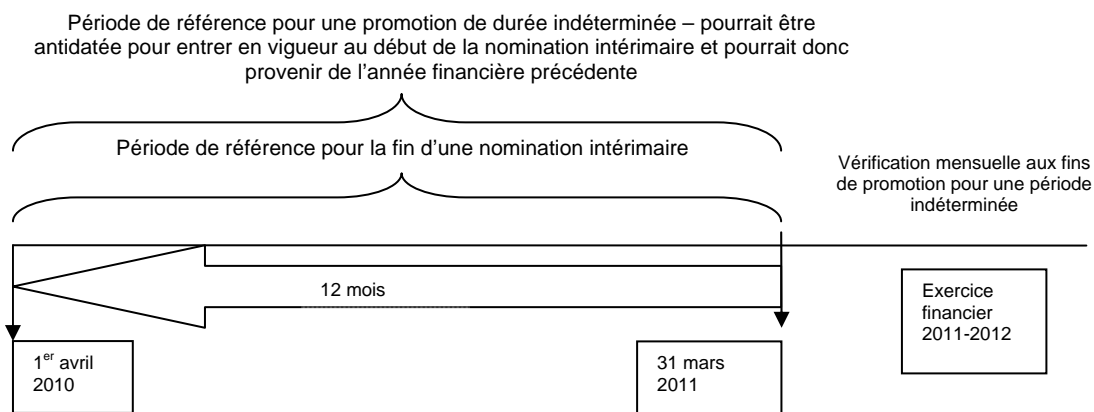 Période de référence pour une promotion de durée indéterminée – pourrait être
antidatée pour entrer en vigueur au début de la nomination intérimaire et pourrait donc
provenir de l’année financière précédente
Période de référence pour la fin d’une nomination intérimaire
Vérification mensuelle aux fins
de promotion pour une période
indéterminée
12 mois
Exercice
financier
2011-2012
1er avril
2010
31 mars
2011